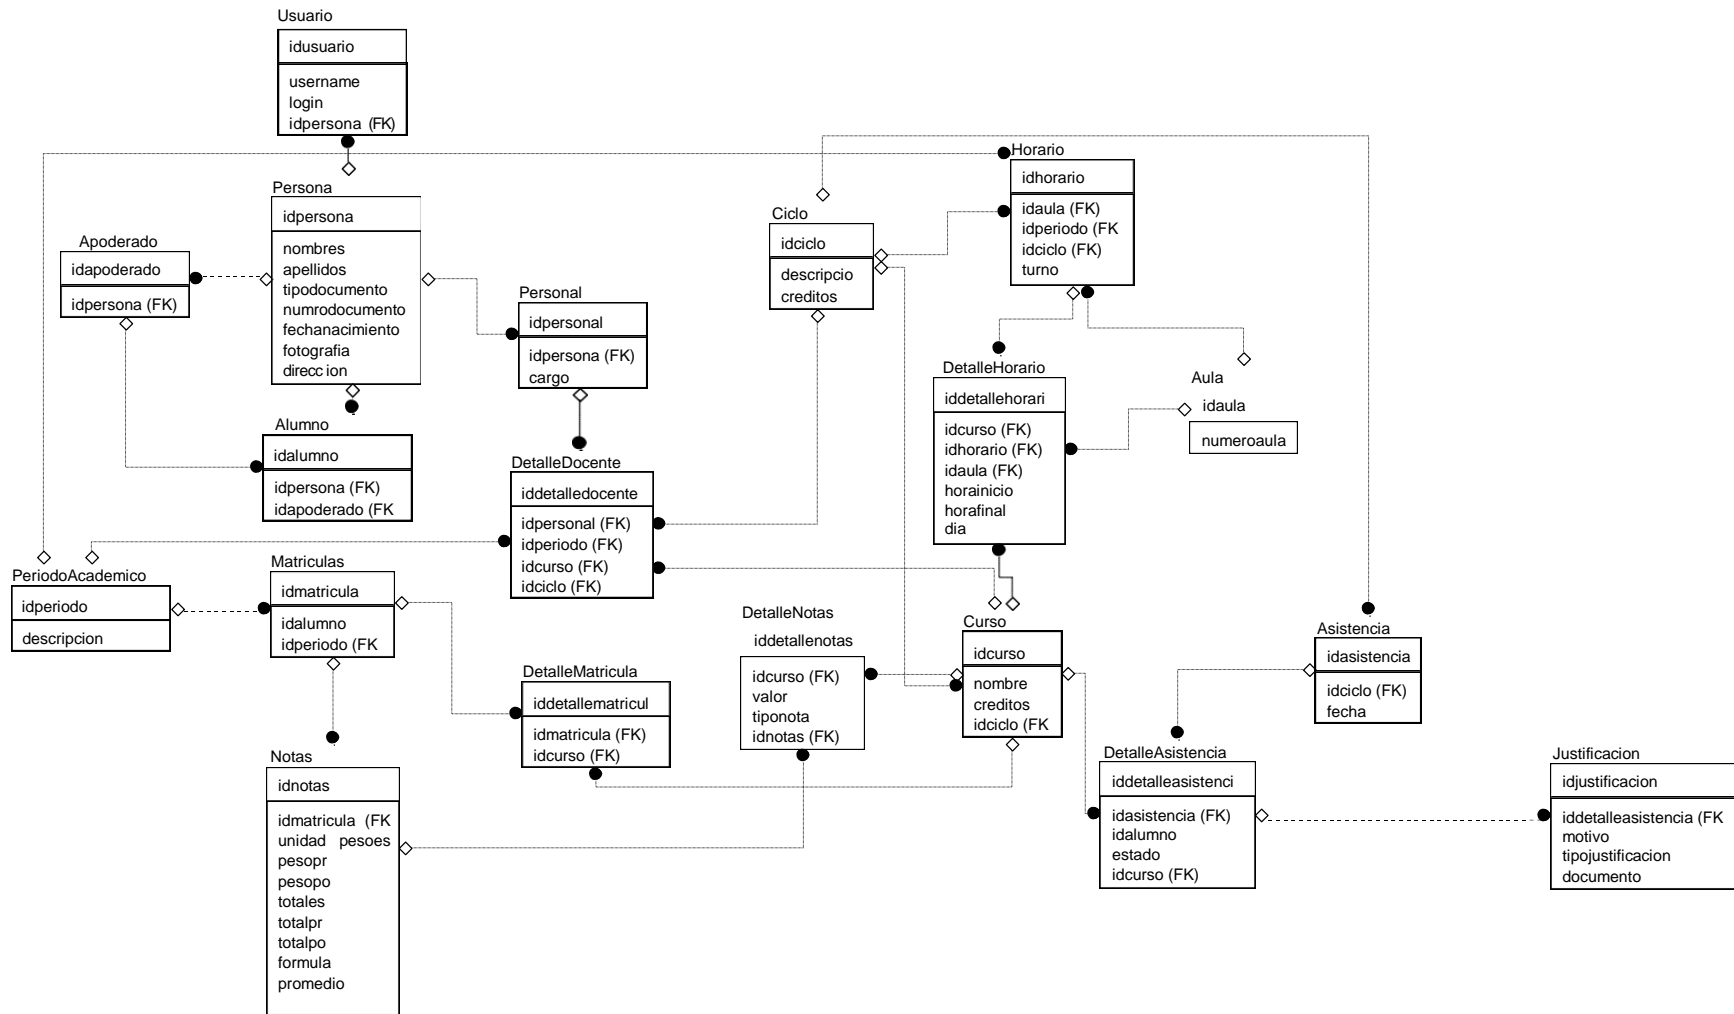 Usuario
idusuario
username
login
idpersona (FK)
Persona
idpersona
nombres
apellidos
tipodocumento
numrodocumento
fechanacimiento
fotografia
direccion
Apoderado
idapoderado
idpersona (FK)
Personal
idpersonal
idpersona (FK)
cargo
Alumno
idalumno
idpersona (FK)
idapoderado (FK
Ciclo
idciclo
descripcio
creditos
Horario
idhorario
idaula (FK)
idperiodo (FK
idciclo (FK)
turno
DetalleHorario
iddetallehorari
idcurso (FK)
idhorario (FK)
idaula (FK)
horainicio
horafinal
dia
Aula
idaula
numeroaula
DetalleDocente
iddetalledocente
idpersonal (FK)
idperiodo (FK)
idcurso (FK)
idciclo (FK)
PeriodoAcademico
idperiodo
descripcion
Matriculas
idmatricula
idalumno
idperiodo (FK
DetalleMatricula
iddetallematricul
idmatricula (FK)
idcurso (FK)
DetalleNotas
iddetallenotas
idcurso (FK)
valor
tiponota
idnotas (FK)
Curso
idcurso
nombre
creditos
idciclo (FK
Asistencia
idasistencia
idciclo (FK)
fecha
DetalleAsistencia
iddetalleasistenci
idasistencia (FK)
idalumno
estado
idcurso (FK)
Justificacion
idjustificacion
iddetalleasistencia (FK
motivo
tipojustificacion
documento
Notas
idnotas
idmatricula (FK
unidad pesoes
pesopr
pesopo
totales
totalpr
totalpo
formula
promedio